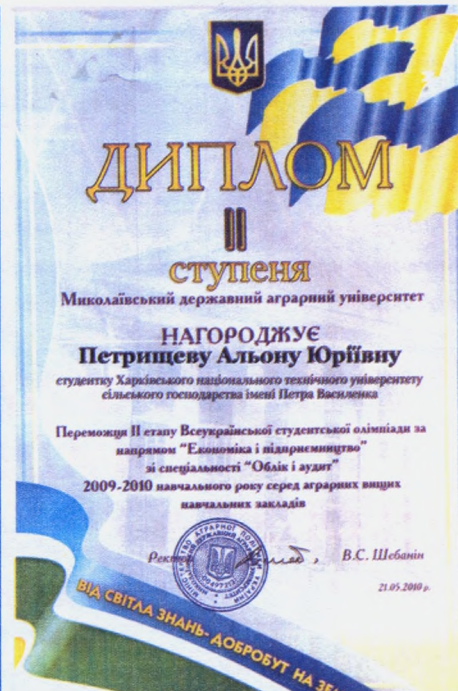 ДИПЛОМ
II
ступеня
Миколаївський державний аграрний університет
НАГОРОДЖУЄ
Петрищеву Альону Юріївну
студентку Харківського національного технічного університету
сільського господарства імені Петра Василенка
Переможця II етапу Всеукраїнської студентської олімпіади за
напрямом "Економіка і підприємництво"
зі спеціальності "Облік і аудит"
2009-2010 навчального року серед аграрних вищих
навчальних закладів
Ректор В.С. Шебанін
21.05.2010 р.
ВІД СВІТЛА ЗНАНЬ- ДОБРОБУТ НА